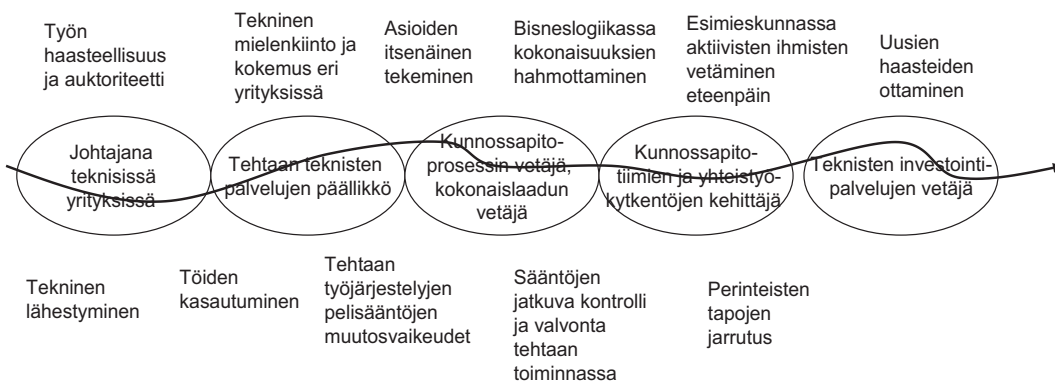 Työn
haasteellisuus
ja auktoriteetti
Tekninen
mielenkiinto ja
kokemus eri
yrityksissä
Asioiden
itsenäinen
tekeminen
Bisneslogiikassa
kokonaisuuksien
hahmottaminen
Esimieskunnassa
aktiivisten ihmisten
vetäminen
eteenpäin
Uusien
haasteiden
ottaminen
Johtajana
teknisissä
yrityksissä
Tehtaan teknisten
palvelujen päällikkö
Kunnossapito-
prosessin vetäjä,
kokonaislaadun
vetäjä
Kunnossapito-
tiimien ja yhteistyö-
kytkentöjen kehittäjä
Teknisten investointi-
palvelujen vetäjä
Tekninen
lähestyminen
Töiden
kasautuminen
Tehtaan
työjärjestelyjen
pelisääntöjen
muutosvaikeudet
Sääntöjen
jatkuva kontrolli
ja valvonta
tehtaan
toiminnassa
Perinteisten
tapojen
jarrutus